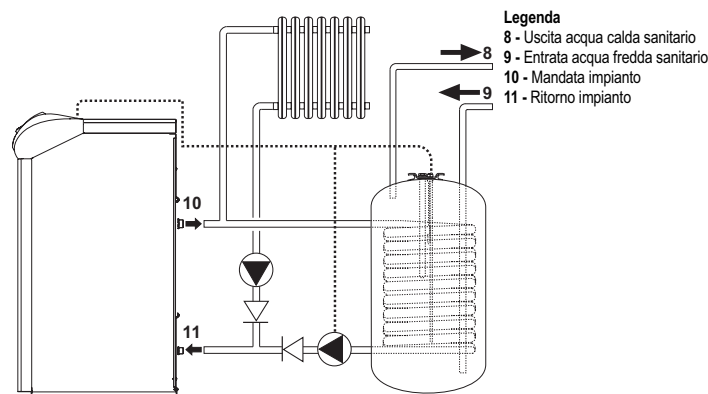 Legenda
8 - Uscita acqua calda sanitario
9 - Entrata acqua fredda sanitario
10 - Mandata impianto
11 - Ritorno impianto
8
9
10
11